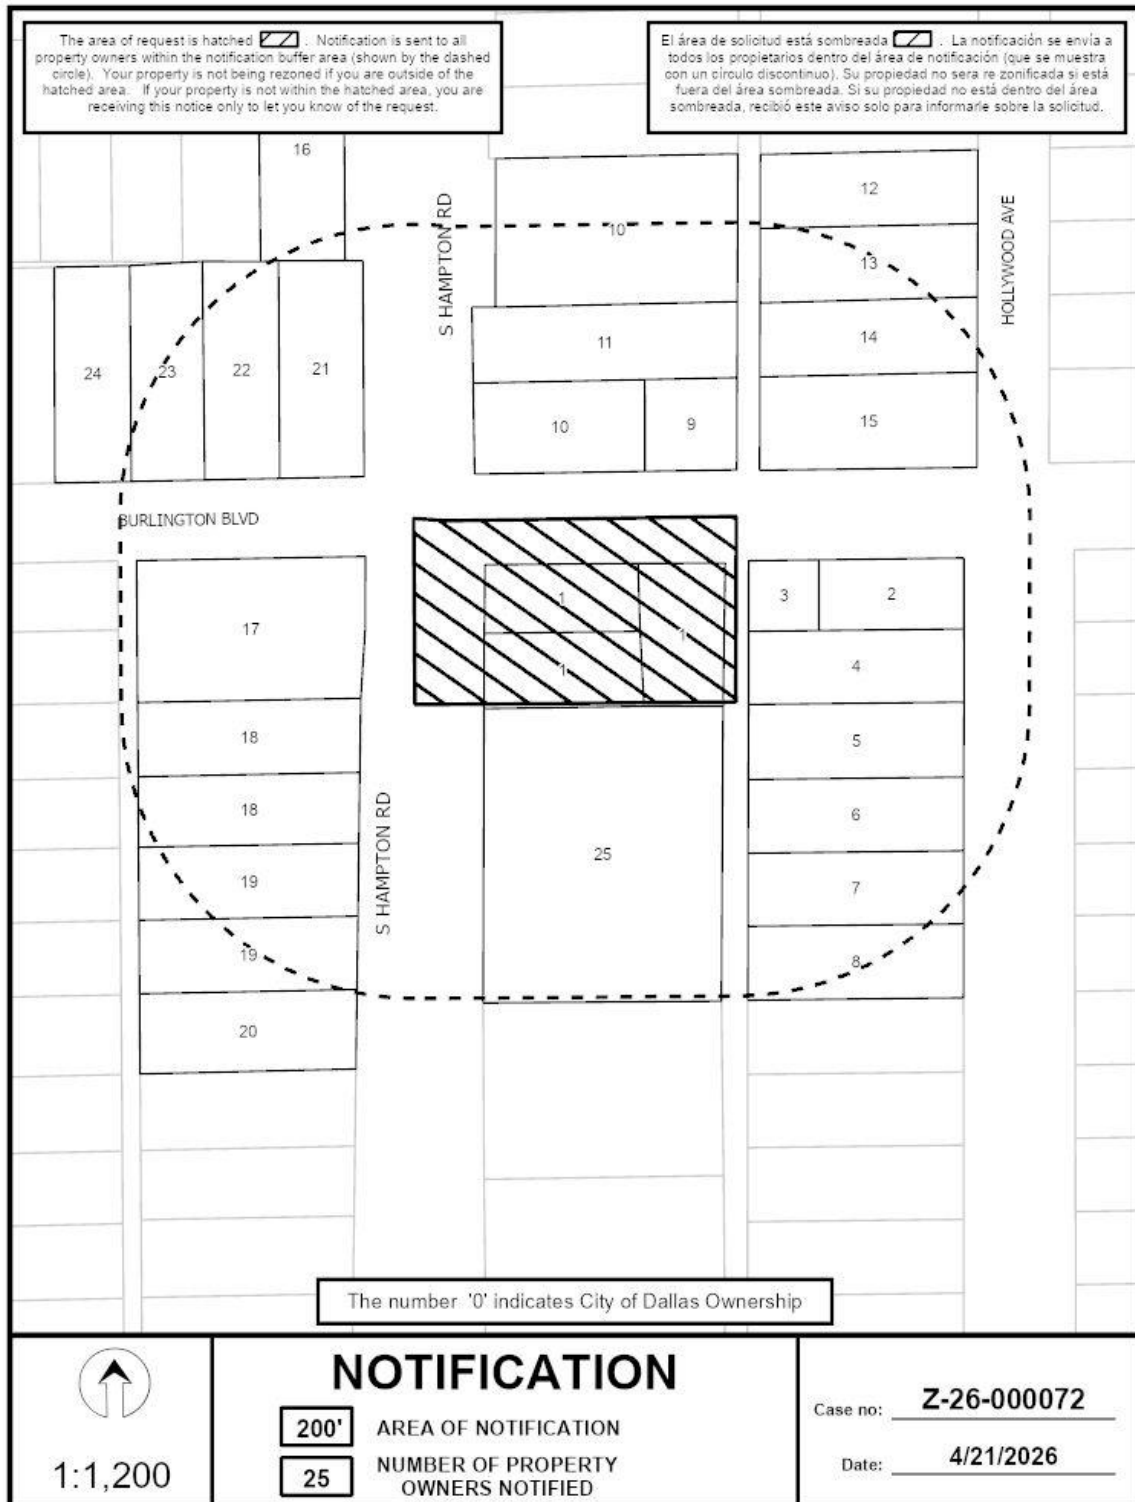 The area of request is hatched . Notification is sent to all
property owners within the notification buffer area (shown by the dashed
circle). Your property is not being rezoned if you are outside of the
hatched area. If your property is not within the hatched area, you are
receiving this notice only to let you know of the request.
El área de solicitud está sombreada . La notificación se envía a
todos los propietarios dentro del área de notificación (que se muestra
con un círculo discontinuo). Su propiedad no sera re zonificada si está
fuera del área sombreada. Si su propiedad no está dentro del área
sombreada, recibió este aviso solo para informarle sobre la solicitud.
16
S HAMPTON RD
10
12
HOLLYWOOD AVE
13
11
14
24
23
22
21
10
9
15
BURLINGTON BLVD
1
3
2
17
1
1
4
18
5
18
S HAMPTON RD
6
25
19
7
19
8
20
The number '0' indicates City of Dallas Ownership
1:1,200
NOTIFICATION
200' AREA OF NOTIFICATION
25 NUMBER OF PROPERTY
OWNERS NOTIFIED
Case no: Z-26-000072
Date: 4/21/2026